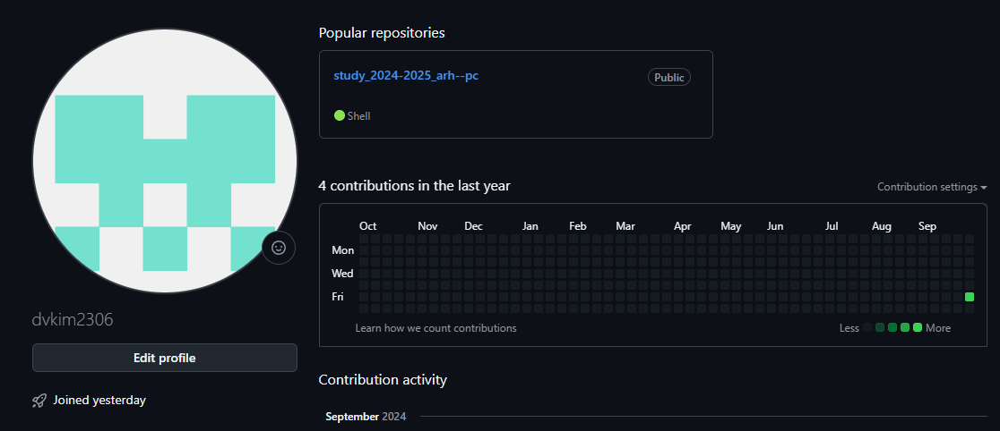 Popular repositories
study_2024-2025_arh--pc
Public
Shell
4 contributions in the last year
Contribution settings
Oct Nov Dec Jan Feb Mar Apr May Jun Jul Aug Sep
Mon
Wed
Fri
Learn how we count contributions
Less More
dvkim2306
Edit profile
Joined yesterday
Contribution activity
September 2024